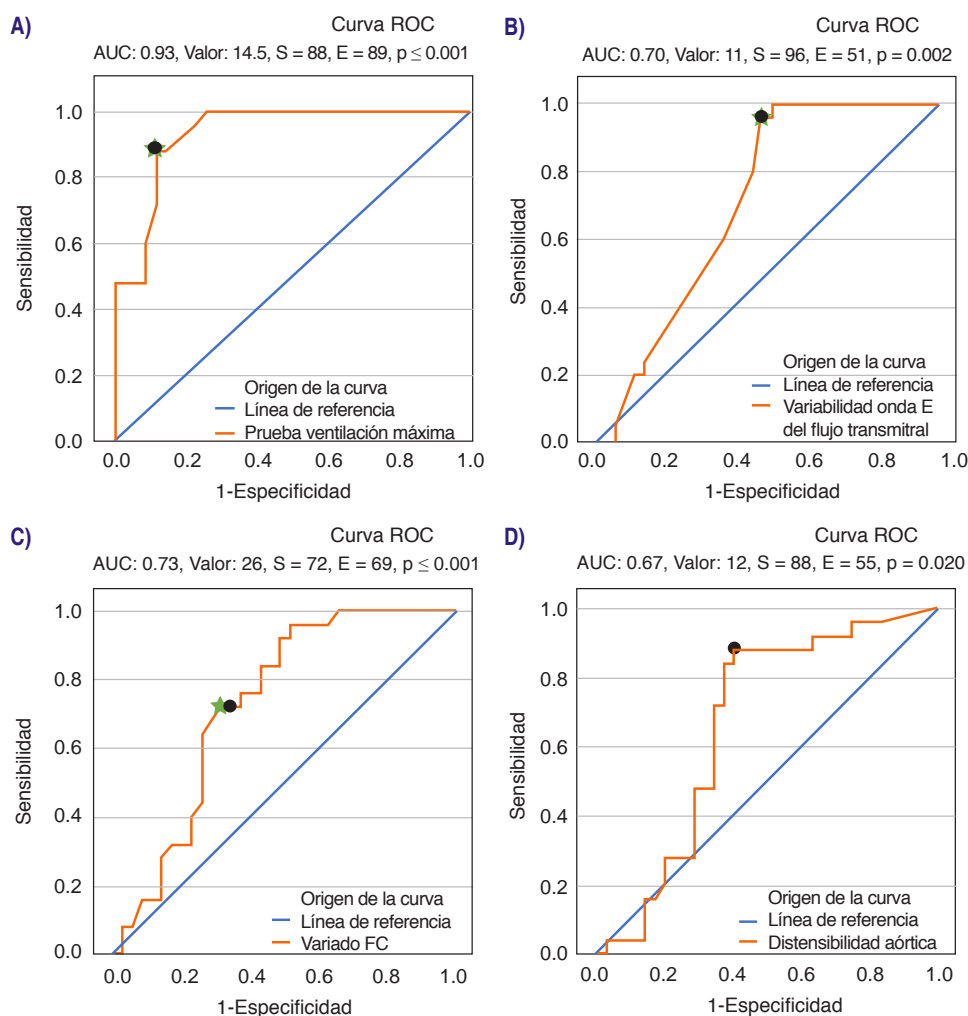 A)
Curva ROC
AUC: 0.93, Valor: 14.5, S = 88, E = 89, p ≤ 0.001
Sensibilidad
1.0
0.8
0.6
0.4
0.2
0.0
Origen de la curva
Línea de referencia
Prueba ventilación máxima
0.0 0.2 0.4 0.6 0.8 1.0
1-Especificidad
B)
Curva ROC
AUC: 0.70, Valor: 11, S = 96, E = 51, p = 0.002
Sensibilidad
1.0
0.8
0.6
0.4
0.2
0.0
Origen de la curva
Línea de referencia
Variabilidad onda E
del flujo transmitral
0.0 0.2 0.4 0.6 0.8 1.0
1-Especificidad
C)
Curva ROC
AUC: 0.73, Valor: 26, S = 72, E = 69, p ≤ 0.001
Sensibilidad
1.0
0.8
0.6
0.4
0.2
0.0
Origen de la curva
Línea de referencia
Variado FC
0.0 0.2 0.4 0.6 0.8 1.0
1-Especificidad
D)
Curva ROC
AUC: 0.67, Valor: 12, S = 88, E = 55, p = 0.020
Sensibilidad
1.0
0.8
0.6
0.4
0.2
0.0
Origen de la curva
Línea de referencia
Distensibilidad aórtica
0.0 0.2 0.4 0.6 0.8 1.0
1-Especificidad